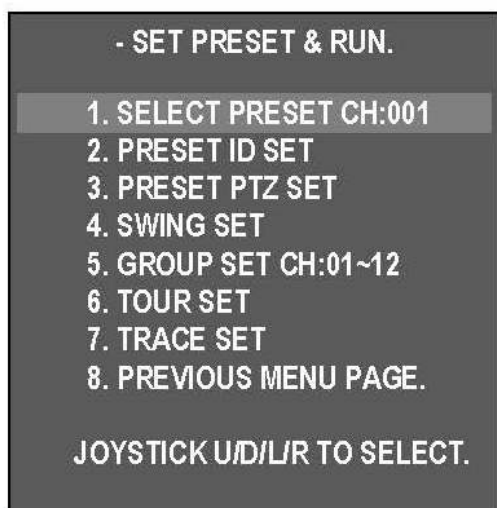 - SET PRESET & RUN.
1. SELECT PRESET CH:001
2. PRESET ID SET
3. PRESET PTZ SET
4. SWING SET
5. GROUP SET CH:01~12
6. TOUR SET
7. TRACE SET
8. PREVIOUS MENU PAGE.
JOYSTICK U/D/L/R TO SELECT.